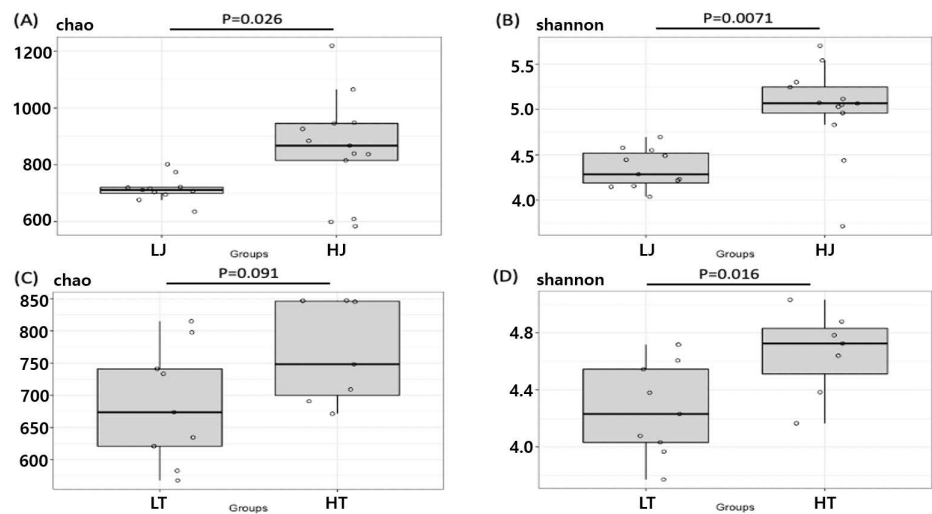 (A) chao P=0.026
1200
1000
800
600
LJ Groups HJ
(B) shannon P=0.0071
5.5
5.0
4.5
4.0
LJ Groups HJ
(C) chao P=0.091
850
800
750
700
650
600
LT Groups HT
(D) shannon P=0.016
4.8
4.4
4.0
LT Groups HT